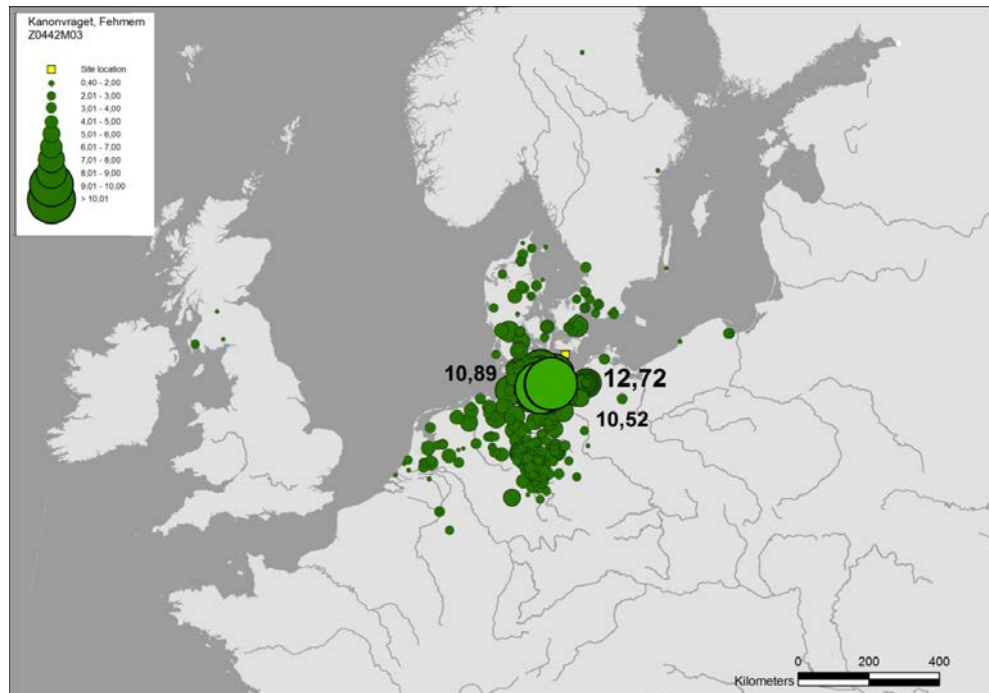 Kanonvraget, Fehmern
Z0442M03
Site location
0,40 - 2,00
2,01 - 3,00
3,01 - 4,00
4,01 - 5,00
5,01 - 6,00
6,01 - 7,00
7,01 - 8,00
8,01 - 9,00
9,01 - 10,00
> 10,01
10,89
12,72
10,52
0 200 400
Kilometers